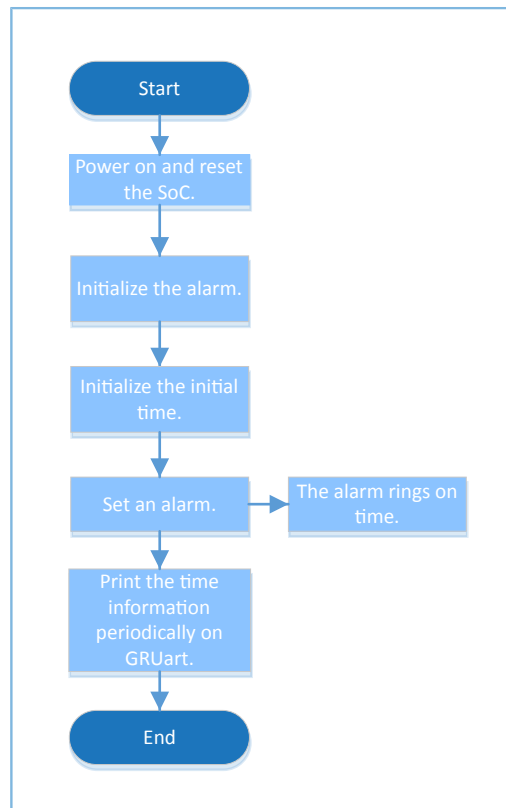 Start
Power on and reset
the SoC.
Initialize the alarm.
Initialize the initial
time.
Set an alarm.
The alarm rings on
time.
Print the time
information
periodically on
GRUart.
End